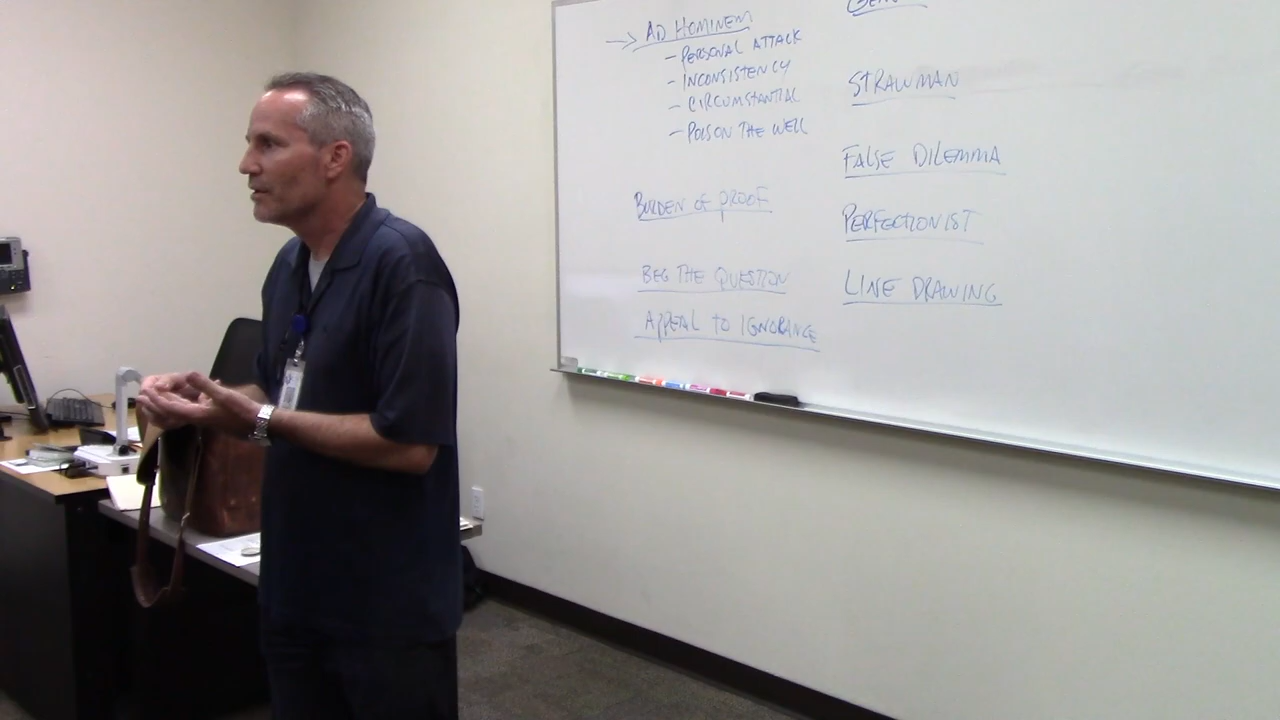 AD HOMINEM
- PERSONAL ATTACK
- INCONSISTENCY
- CIRCUMSTANTIAL
- POISON THE WELL
BURDEN OF PROOF
BEG THE QUESTION
APPEAL TO IGNORANCE
STRAWMAN
FALSE DILEMMA
PERFECTIONIST
LINE DRAWING